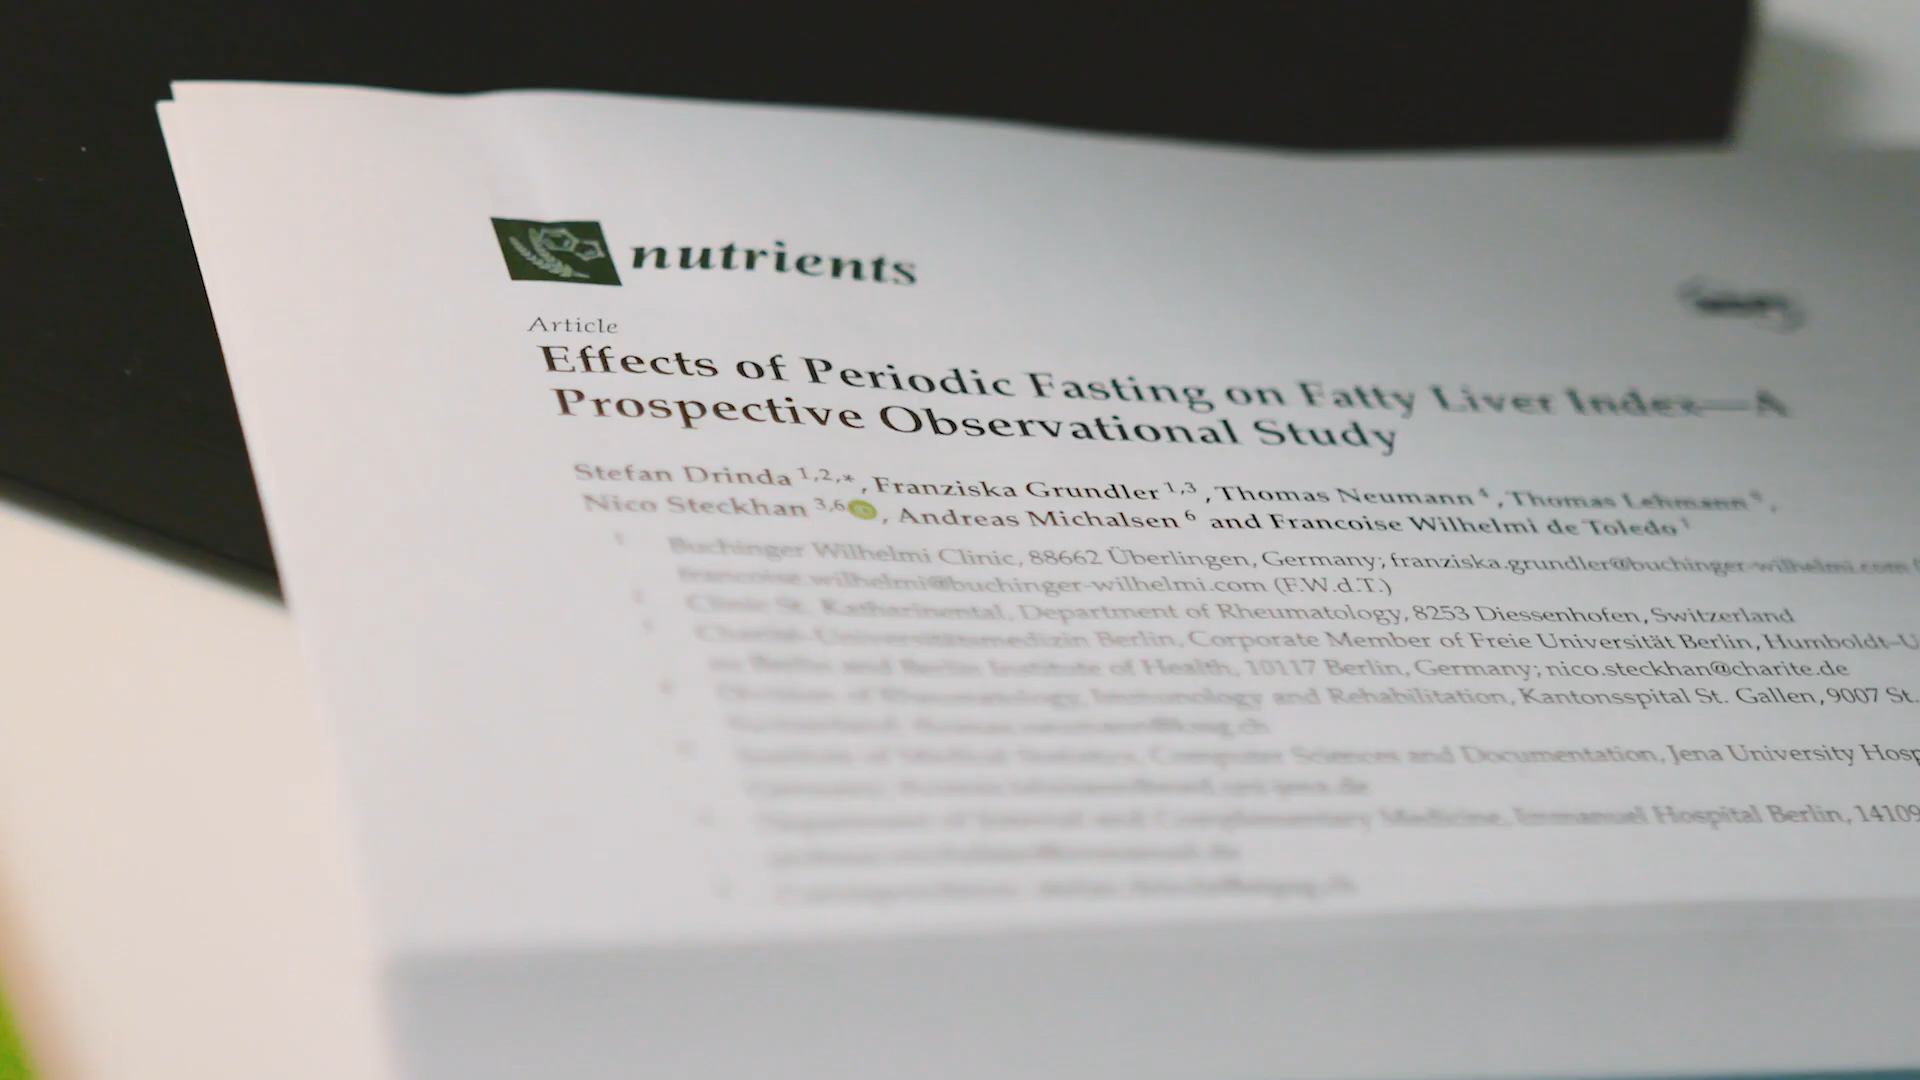 nutrients
Article
Effects of Periodic Fasting on Fatty Liver Index—A
Prospective Observational Study
Stefan Drinda 1,2,*, Franziska Grundler 1,3, Thomas Neumann 4, Thomas Lehmann 5,
Nico Steckhan 3,6, Andreas Michalsen 6 and Francoise Wilhelmi de Toledo 1
1 Buchinger Wilhelmi Clinic, 88662 Überlingen, Germany; franziska.grundler@buchinger-wilhelmi.com
francoise.wilhelmi@buchinger-wilhelmi.com (F.W.d.T.)
2 Clinic St. Katharinental, Department of Rheumatology, 8253 Diessenhofen, Switzerland
3 Charité-Universitätsmedizin Berlin, Corporate Member of Freie Universität Berlin, Humboldt–U
zu Berlin and Berlin Institute of Health, 10117 Berlin, Germany; nico.steckhan@charite.de
4 Division of Rheumatology, Immunology and Rehabilitation, Kantonsspital St. Gallen, 9007 St.
Institute of Medical Statistics, Computer Sciences and Documentation, Jena University Hosp
Department of Internal and Complementary Medicine, Immanuel Hospital Berlin, 14109